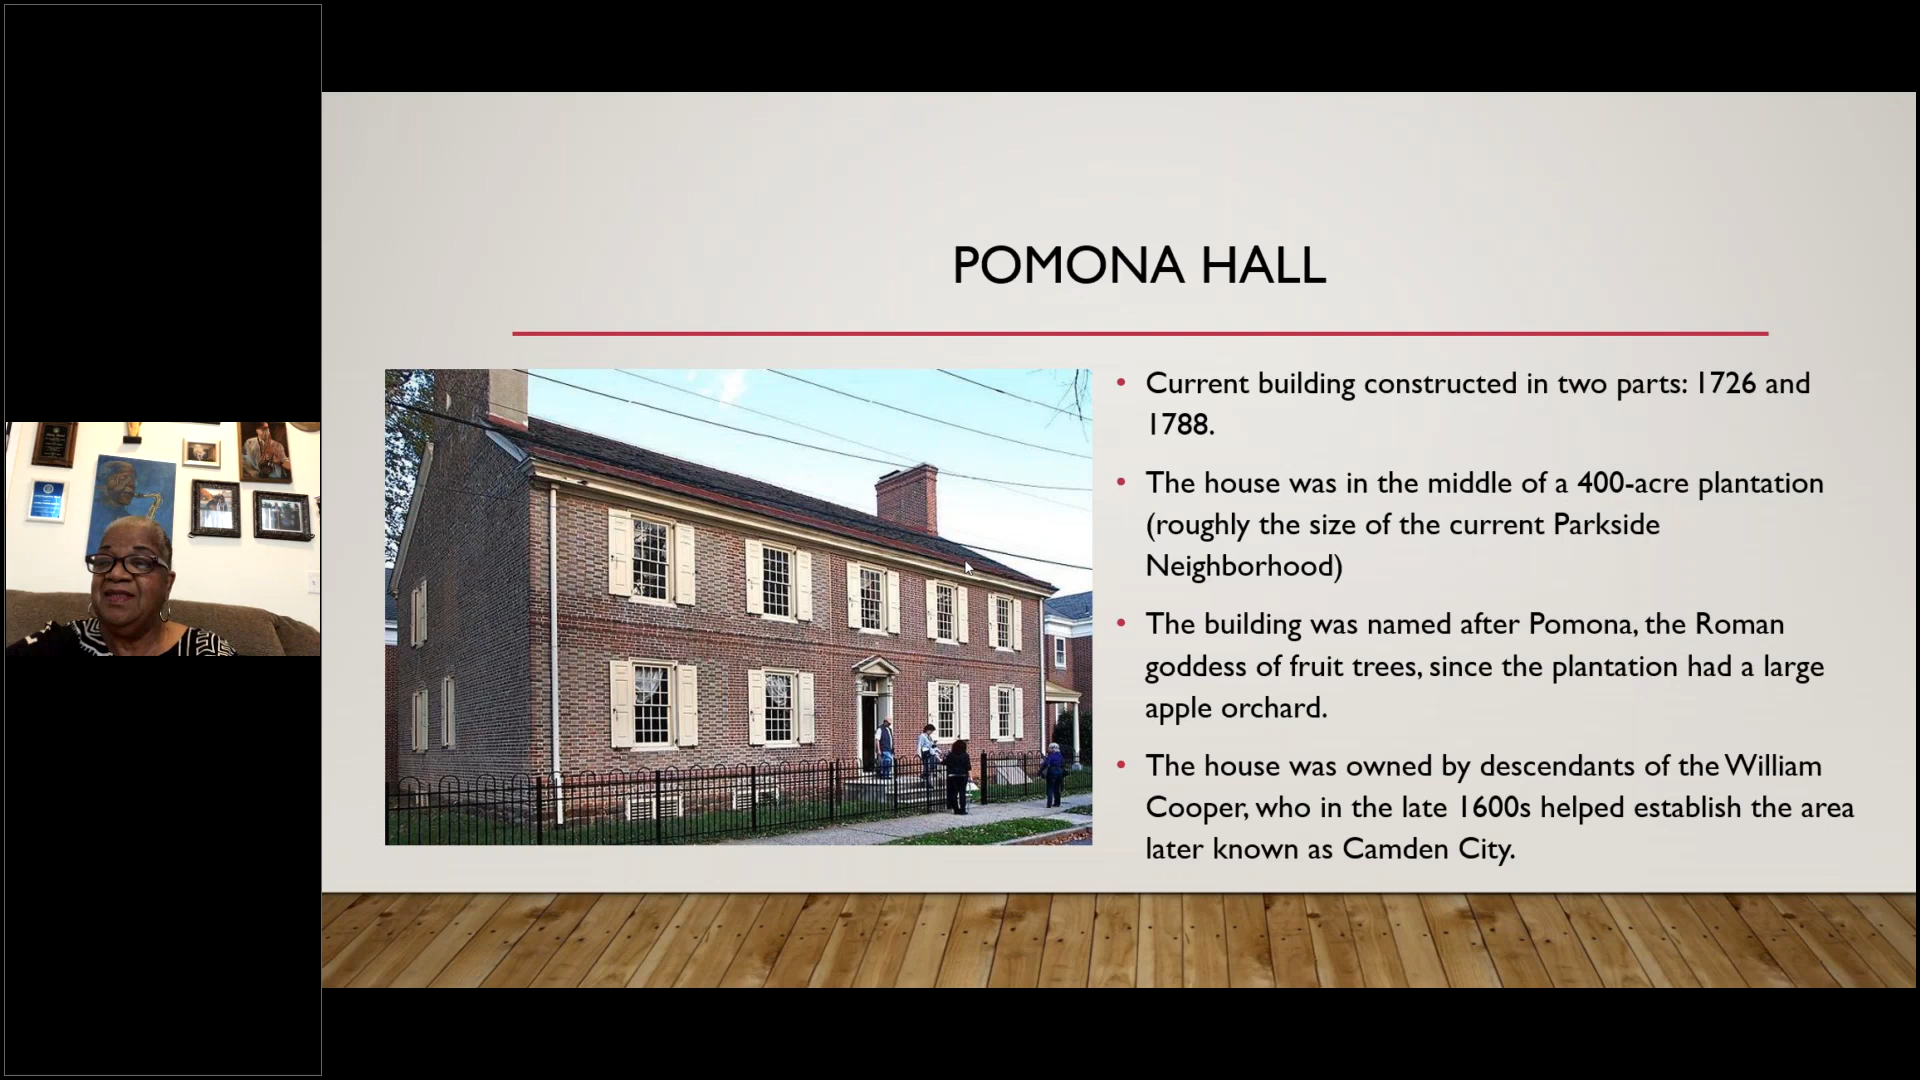 POMONA HALL
• Current building constructed in two parts: 1726 and
1788.
• The house was in the middle of a 400-acre plantation
(roughly the size of the current Parkside
Neighborhood)
• The building was named after Pomona, the Roman
goddess of fruit trees, since the plantation had a large
apple orchard.
• The house was owned by descendants of the William
Cooper, who in the late 1600s helped establish the area
later known as Camden City.